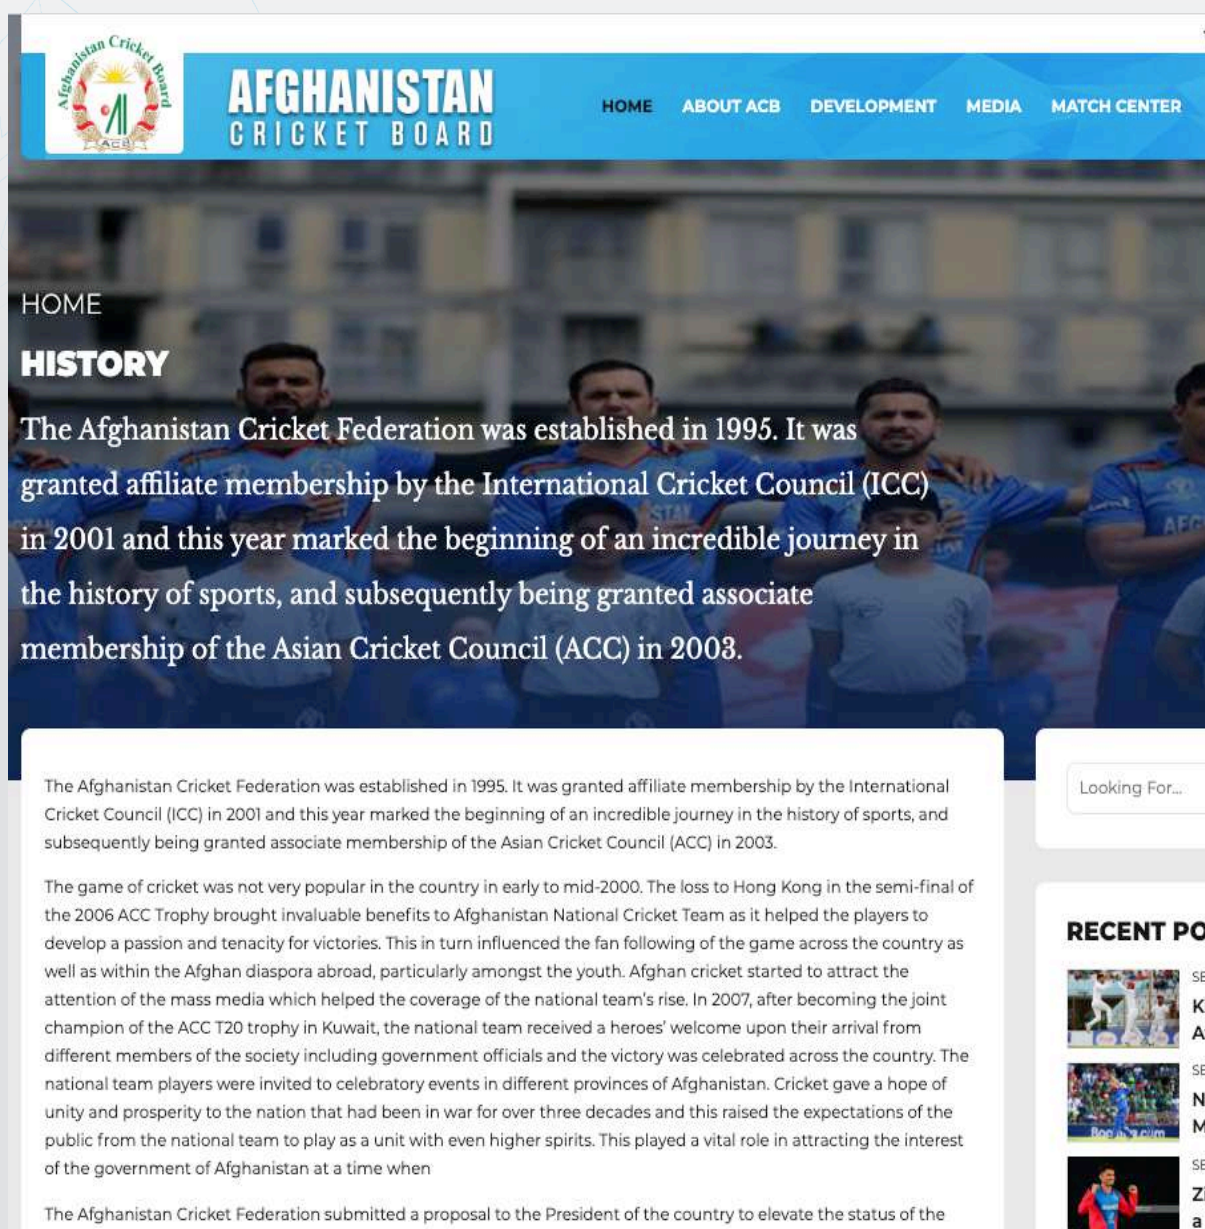 Afghanistan Cricket Board
ACB
AFGHANISTAN
CRICKET BOARD
HOME ABOUT ACB DEVELOPMENT MEDIA MATCH CENTER
HOME
HISTORY
The Afghanistan Cricket Federation was established in 1995. It was
granted affiliate membership by the International Cricket Council (ICC)
in 2001 and this year marked the beginning of an incredible journey in
the history of sports, and subsequently being granted associate
membership of the Asian Cricket Council (ACC) in 2003.
The Afghanistan Cricket Federation was established in 1995. It was granted affiliate membership by the International
Cricket Council (ICC) in 2001 and this year marked the beginning of an incredible journey in the history of sports, and
subsequently being granted associate membership of the Asian Cricket Council (ACC) in 2003.
The game of cricket was not very popular in the country in early to mid-2000. The loss to Hong Kong in the semi-final of
the 2006 ACC Trophy brought invaluable benefits to Afghanistan National Cricket Team as it helped the players to
develop a passion and tenacity for victories. This in turn influenced the fan following of the game across the country as
well as within the Afghan diaspora abroad, particularly amongst the youth. Afghan cricket started to attract the
attention of the mass media which helped the coverage of the national team's rise. In 2007, after becoming the joint
champion of the ACC T20 trophy in Kuwait, the national team received a heroes' welcome upon their arrival from
different members of the society including government officials and the victory was celebrated across the country. The
national team players were invited to celebratory events in different provinces of Afghanistan. Cricket gave a hope of
unity and prosperity to the nation that had been in war for over three decades and this raised the expectations of the
public from the national team to play as a unit with even higher spirits. This played a vital role in attracting the interest
of the government of Afghanistan at a time when
The Afghanistan Cricket Federation submitted a proposal to the President of the country to elevate the status of the
Looking For...
RECENT PO
SE
K
A
SE
N
M
SE
Zi
a